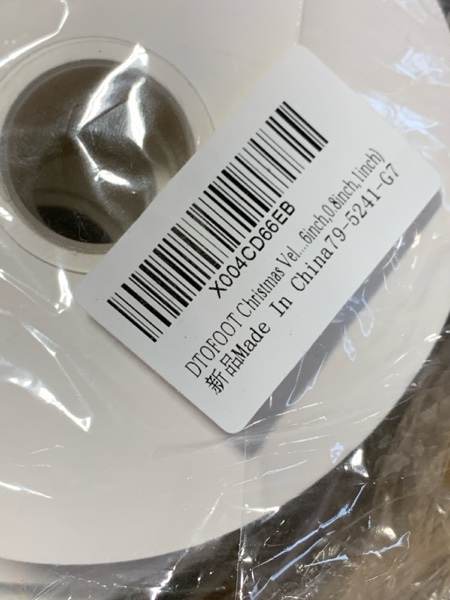 X004CD66EB
DTOFOOT Christmas Vel....6inch,0.8inch,1inch)
新品Made In China79-5241-G7